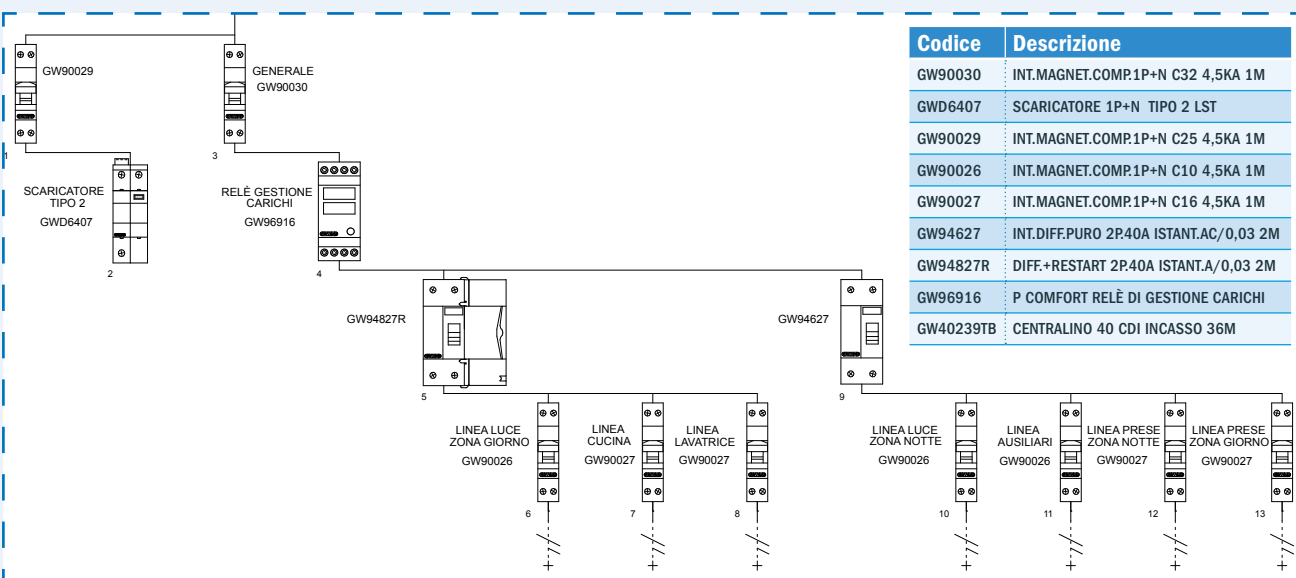 GW90029
GENERALE
GW90030
1
3
SCARICATORE
TIPO 2
GWD6407
2
RELÈ GESTIONE
CARICHI
GW96916
4
GW94827R
5
GW94627
9
LINEA LUCE
ZONA GIORNO
GW90026
6
LINEA
CUCINA
GW90027
7
LINEA
LAVATRICE
GW90027
8
LINEA LUCE
ZONA NOTTE
GW90026
10
LINEA
AUSILIARI
GW90026
11
LINEA PRESE
ZONA NOTTE
GW90027
12
LINEA PRESE
ZONA GIORNO
GW90027
13
Codice Descrizione
GW90030 INT.MAGNET.COMP.1P+N C32 4,5KA 1M
GWD6407 SCARICATORE 1P+N TIPO 2 LST
GW90029 INT.MAGNET.COMP.1P+N C25 4,5KA 1M
GW90026 INT.MAGNET.COMP.1P+N C10 4,5KA 1M
GW90027 INT.MAGNET.COMP.1P+N C16 4,5KA 1M
GW94627 INT.DIFF.PURO 2P.40A ISTANT.AC/0,03 2M
GW94827R DIFF.+RESTART 2P.40A ISTANT.A/0,03 2M
GW96916 P COMFORT RELÈ DI GESTIONE CARICHI
GW40239TB CENTRALINO 40 CDI INCASSO 36M